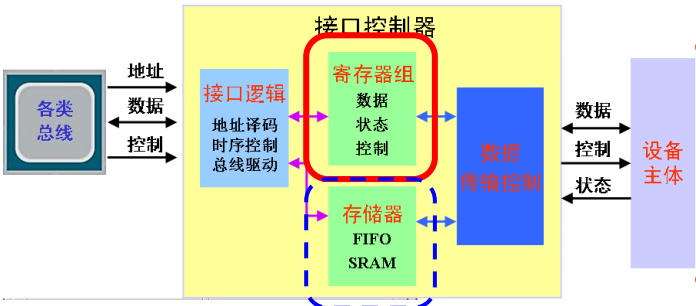 接口控制器
各类
总线
地址
数据
控制
接口逻辑
地址译码
时序控制
总线驱动
寄存器组
数据
状态
控制
存储器
FIFO
SRAM
数据
传输控制
数据
控制
状态
设备
主体